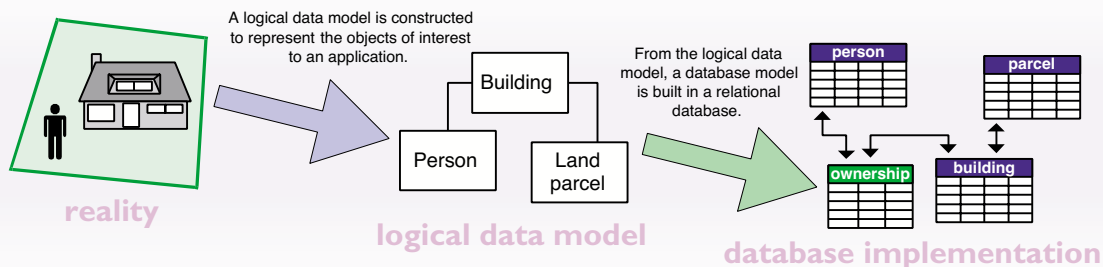 A logical data model is constructed
to represent the objects of interest
to an application.
reality
Building
Person
Land
parcel
logical data model
From the logical data
model, a database model
is built in a relational
database.
person
parcel
ownership
building
database implementation